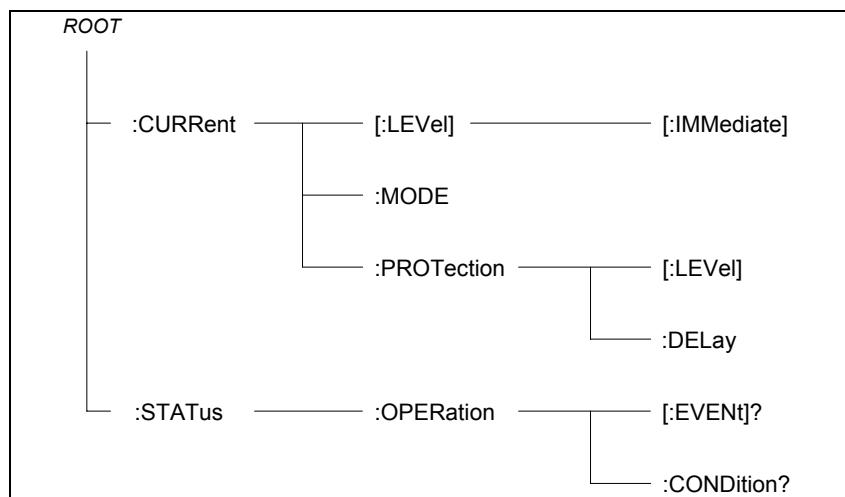 ROOT
:CURRent [:LEVel] [:IMMediate]
:MODE
:PROTection [:LEVel]
:DELay
:STATus :OPERation [:EVENt]?
:CONDition?